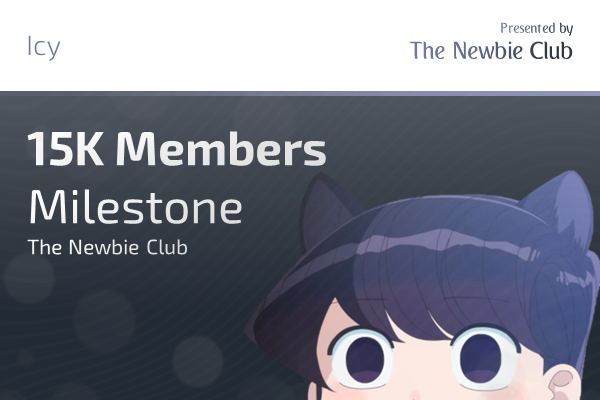 Icy
Presented by
The Newbie Club
15K Members
Milestone
The Newbie Club